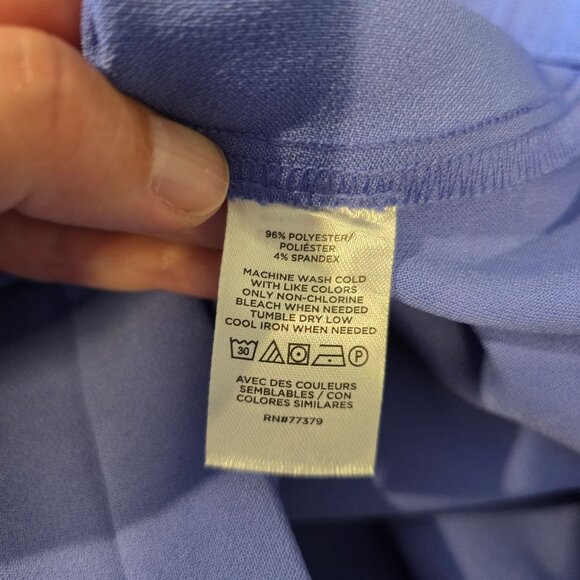 96% POLYESTER/
POLIÉSTER
4% SPANDEX
MACHINE WASH COLD
WITH LIKE COLORS
ONLY NON-CHLORINE
BLEACH WHEN NEEDED
TUMBLE DRY LOW
COOL IRON WHEN NEEDED
30 P
AVEC DES COULEURS
SEMBLABLES / CON
COLORES SIMILARES
RN#77379